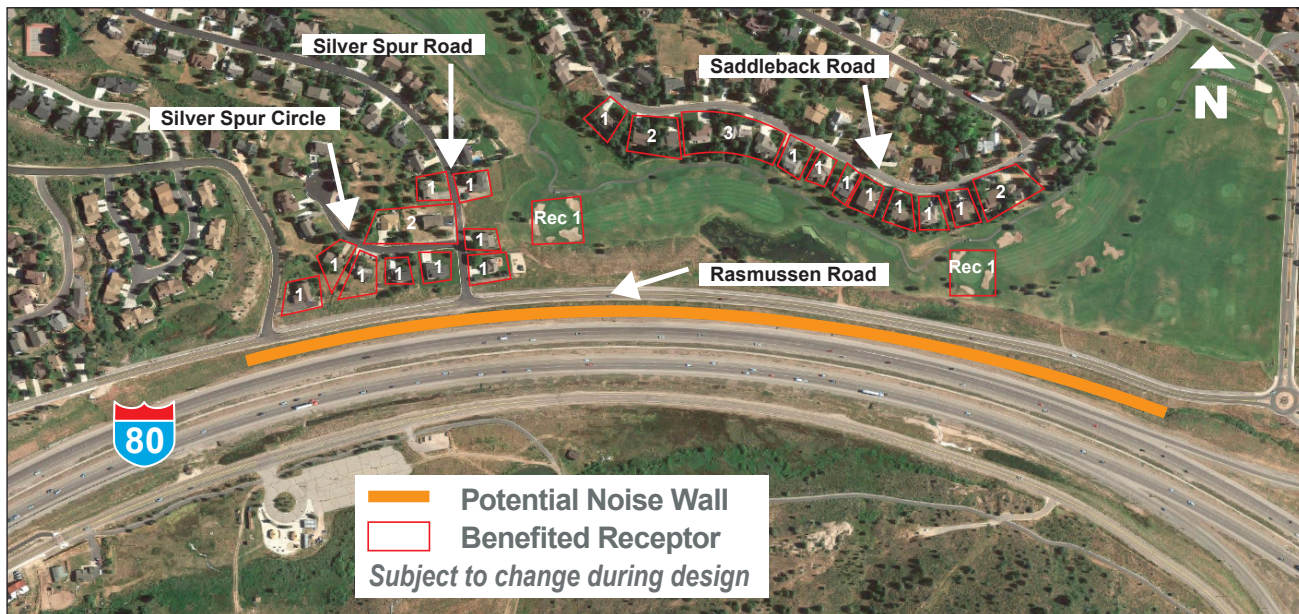 Silver Spur Road
Saddleback Road
Silver Spur Circle
N
1
2
3
1
1
1
1
1
1
1
2
1
1
2
1
1
1
1
1
1
1
Rec 1
Rec 1
Rasmussen Road
80
Potential Noise Wall
Benefited Receptor
Subject to change during design